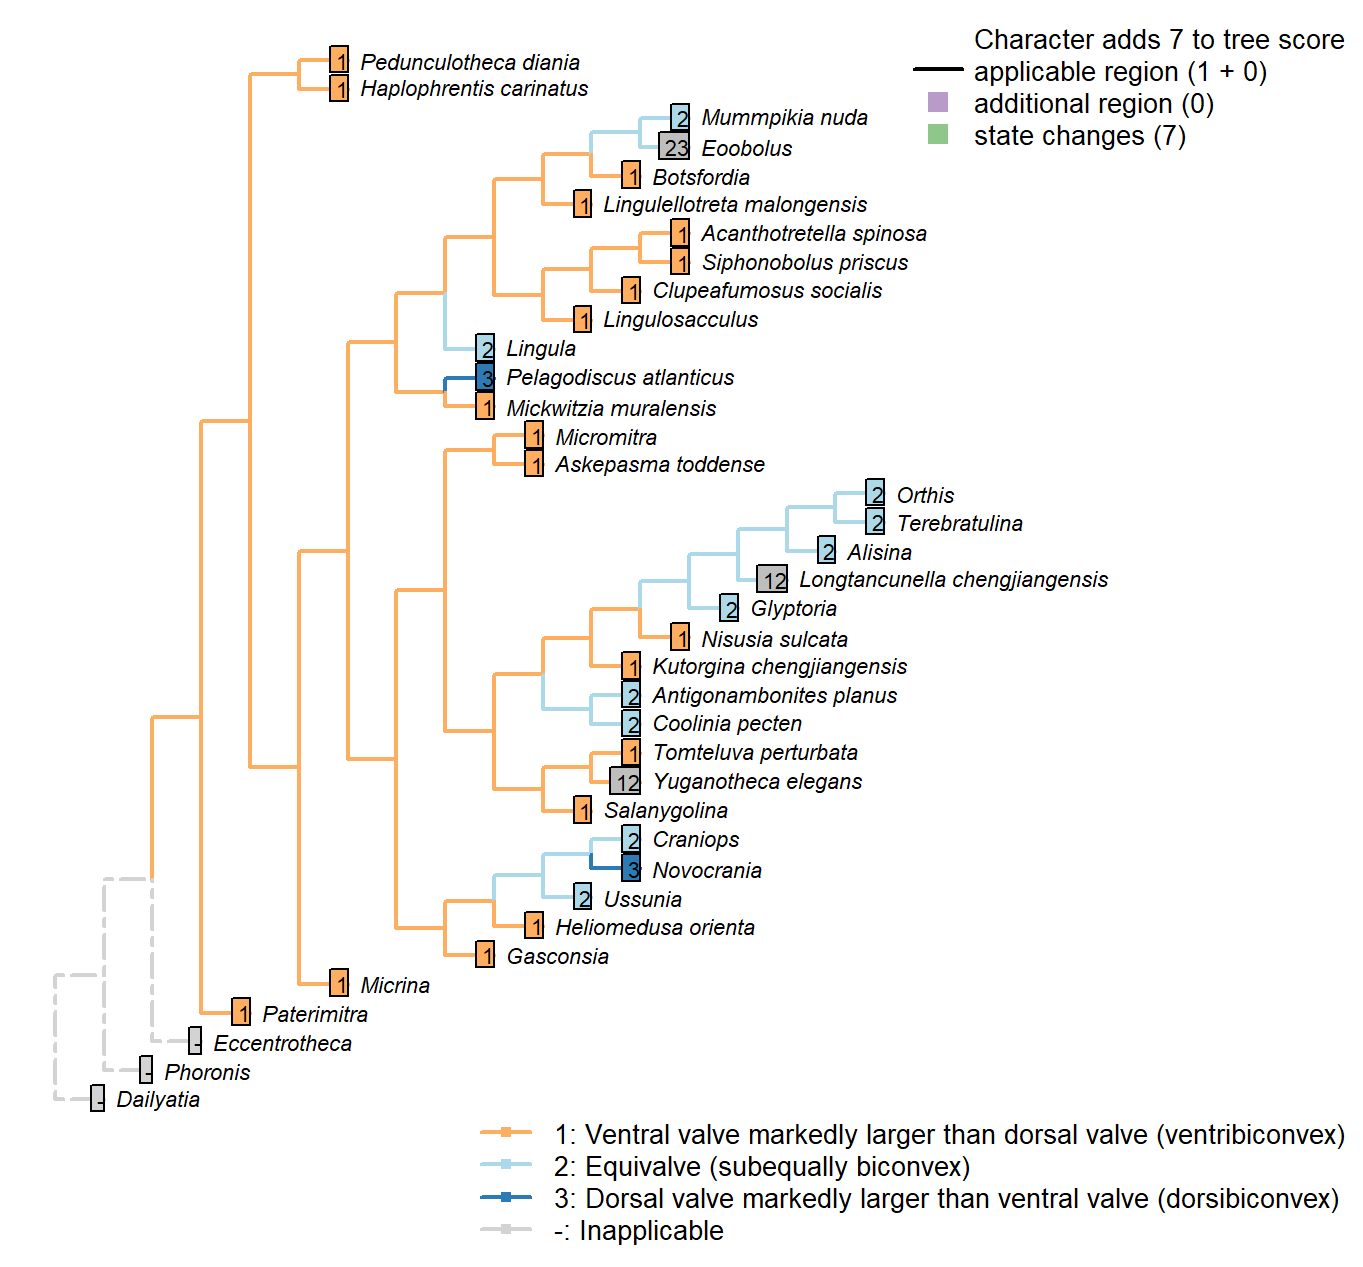 Character adds 7 to tree score
applicable region (1 + 0)
additional region (0)
state changes (7)
1 Pedunculotheca diania
1 Haplophrentis carinatus
2 Mummpikia nuda
23 Eoobolus
1 Botsfordia
1 Lingulellotreta malongensis
1 Acanthotretella spinosa
1 Siphonobolus priscus
1 Clupeafumosus socialis
1 Lingulosacculus
2 Lingula
3 Pelagodiscus atlanticus
1 Mickwitzia muralensis
1 Micromitra
1 Askepasma toddense
2 Orthis
2 Terebratulina
2 Alisina
12 Longtancunella chengjiangensis
2 Glyptoria
1 Nisusia sulcata
1 Kutorgina chengjiangensis
2 Antigonambonites planus
2 Coolinia pecten
1 Tomteluva perturbata
12 Yuganotheca elegans
1 Salanygolina
2 Craniops
3 Novocrania
2 Ussunia
1 Heliomedusa orienta
1 Gasconsia
1 Micrina
1 Paterimitra
- Eccentrotheca
- Phoronis
- Dailyatia
1: Ventral valve markedly larger than dorsal valve (ventribiconvex)
2: Equivalve (subequally biconvex)
3: Dorsal valve markedly larger than ventral valve (dorsibiconvex)
-: Inapplicable